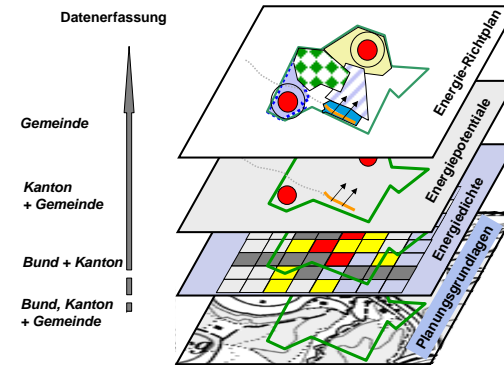 Datenerfassung
Gemeinde
Kanton
+ Gemeinde
Bund + Kanton
Bund, Kanton
+ Gemeinde
Energie-Richtplan
Energiepotentiale
Energiedichte
Planungsgrundlagen